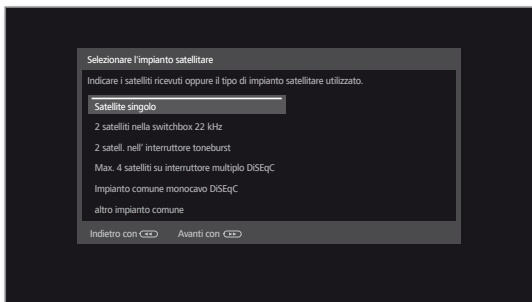 Selezionare l'impianto satellitare
Indicare i satelliti ricevuti oppure il tipo di impianto satellitare utilizzato.
Satellite singolo
2 satelliti nella switchbox 22 kHz
2 satell. nell' interruttore toneburst
Max. 4 satelliti su interruttore multiplo DiSEqC
Impianto comune monocavo DiSEqC
altro impianto comune
Indietro con Avanti con